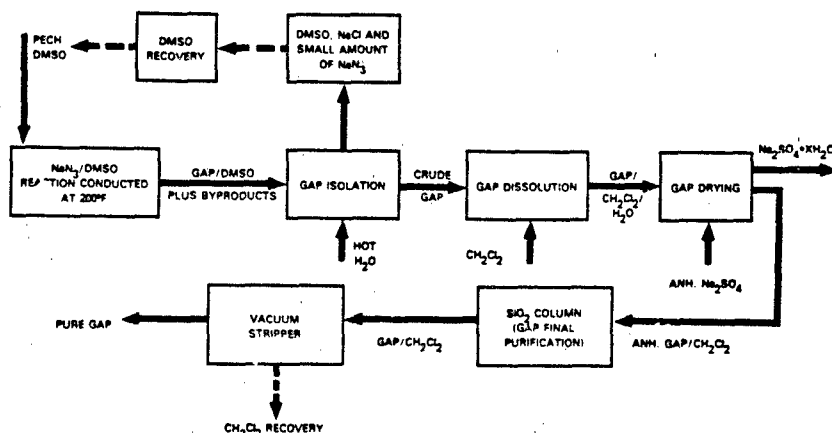 PECH
DMSO
DMSO
RECOVERY
DMSO, NaCl AND
SMALL AMOUNT
OF NaN3
NaN3/DMSO
REACTION CONDUCTED
AT 200°F
GAP/DMSO
PLUS BYPRODUCTS
GAP ISOLATION
HOT
H2O
CRUDE
GAP
GAP DISSOLUTION
CH2Cl2
GAP/
CH2Cl2/
H2O
GAP DRYING
Na2SO4•XH2O
ANH. Na2SO4
ANH. GAP/CH2Cl2
SiO2 COLUMN
(GAP FINAL
PURIFICATION)
GAP/CH2Cl2
VACUUM
STRIPPER
PURE GAP
CH2Cl2 RECOVERY